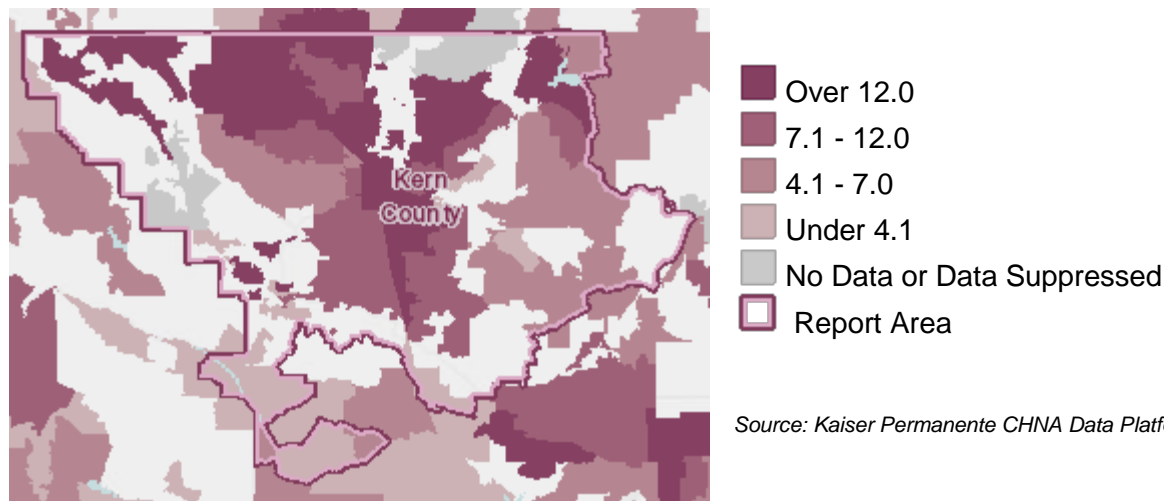 Kern
County
Over 12.0
7.1 - 12.0
4.1 - 7.0
Under 4.1
No Data or Data Suppressed
Report Area
Source: Kaiser Permanente CHNA Data